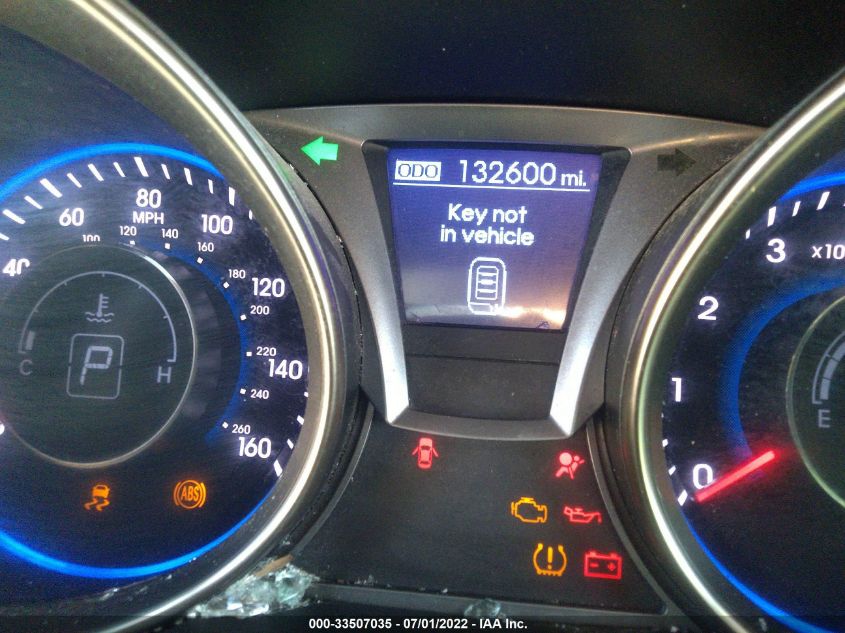 ODO 132600 mi.
Key not
in vehicle
40 60 80 100 120 140 160
MPH
100 120 140 160 180 200 220 240 260
C H
P
ABS
0 1 2 3
E
000-33507035 - 07/01/2022 - IAA Inc.